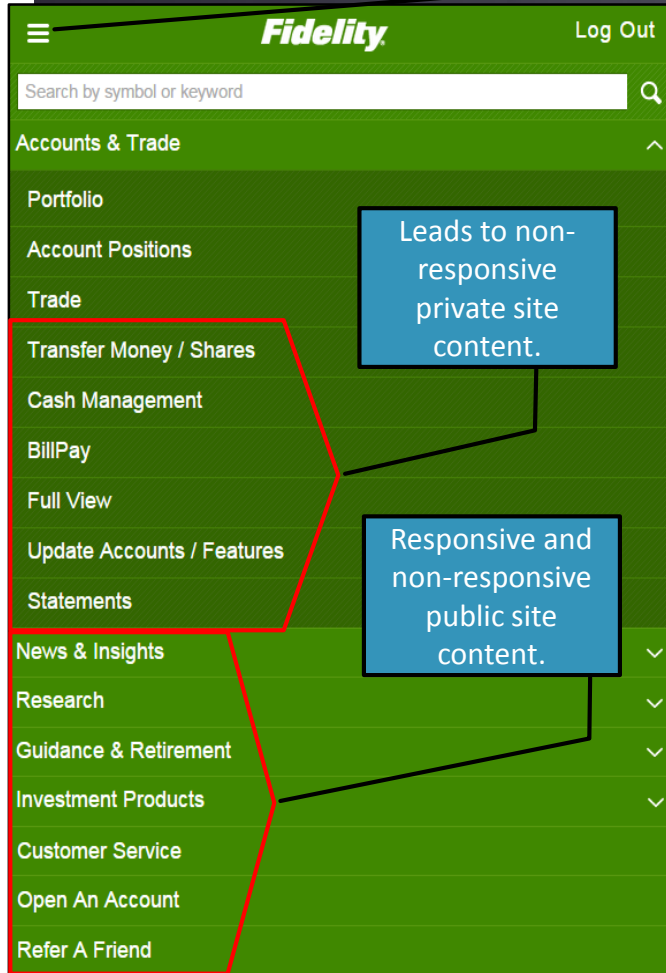 Fidelity
Log Out
Search by symbol or keyword
Accounts & Trade
Portfolio
Account Positions
Trade
Transfer Money / Shares
Cash Management
BillPay
Full View
Update Accounts / Features
Statements
Leads to non-
responsive
private site
content.
News & Insights
Research
Guidance & Retirement
Investment Products
Customer Service
Open An Account
Refer A Friend
Responsive and
non-responsive
public site
content.